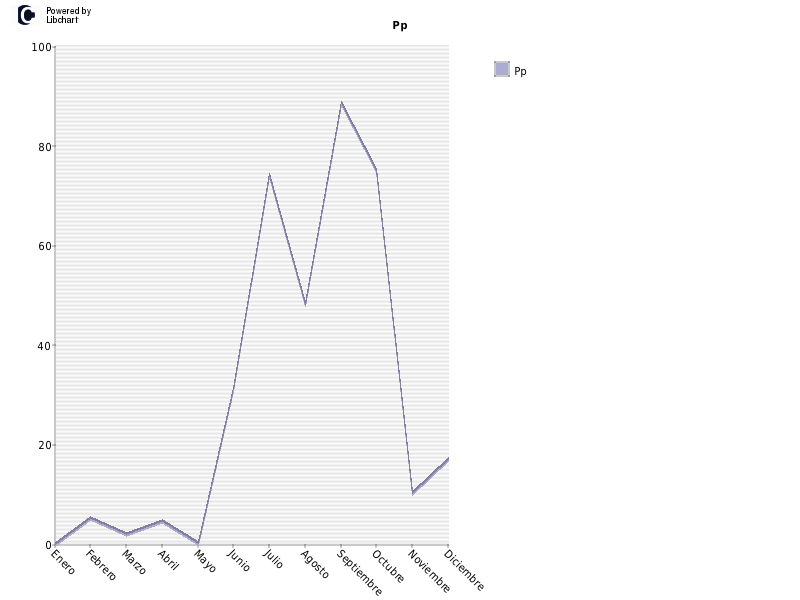 Powered by
Libchart
Pp
Pp
100
80
60
40
20
0
Enero
Febrero
Marzo
Abril
Mayo
Junio
Julio
Agosto
Septiembre
Octubre
Noviembre
Diciembre